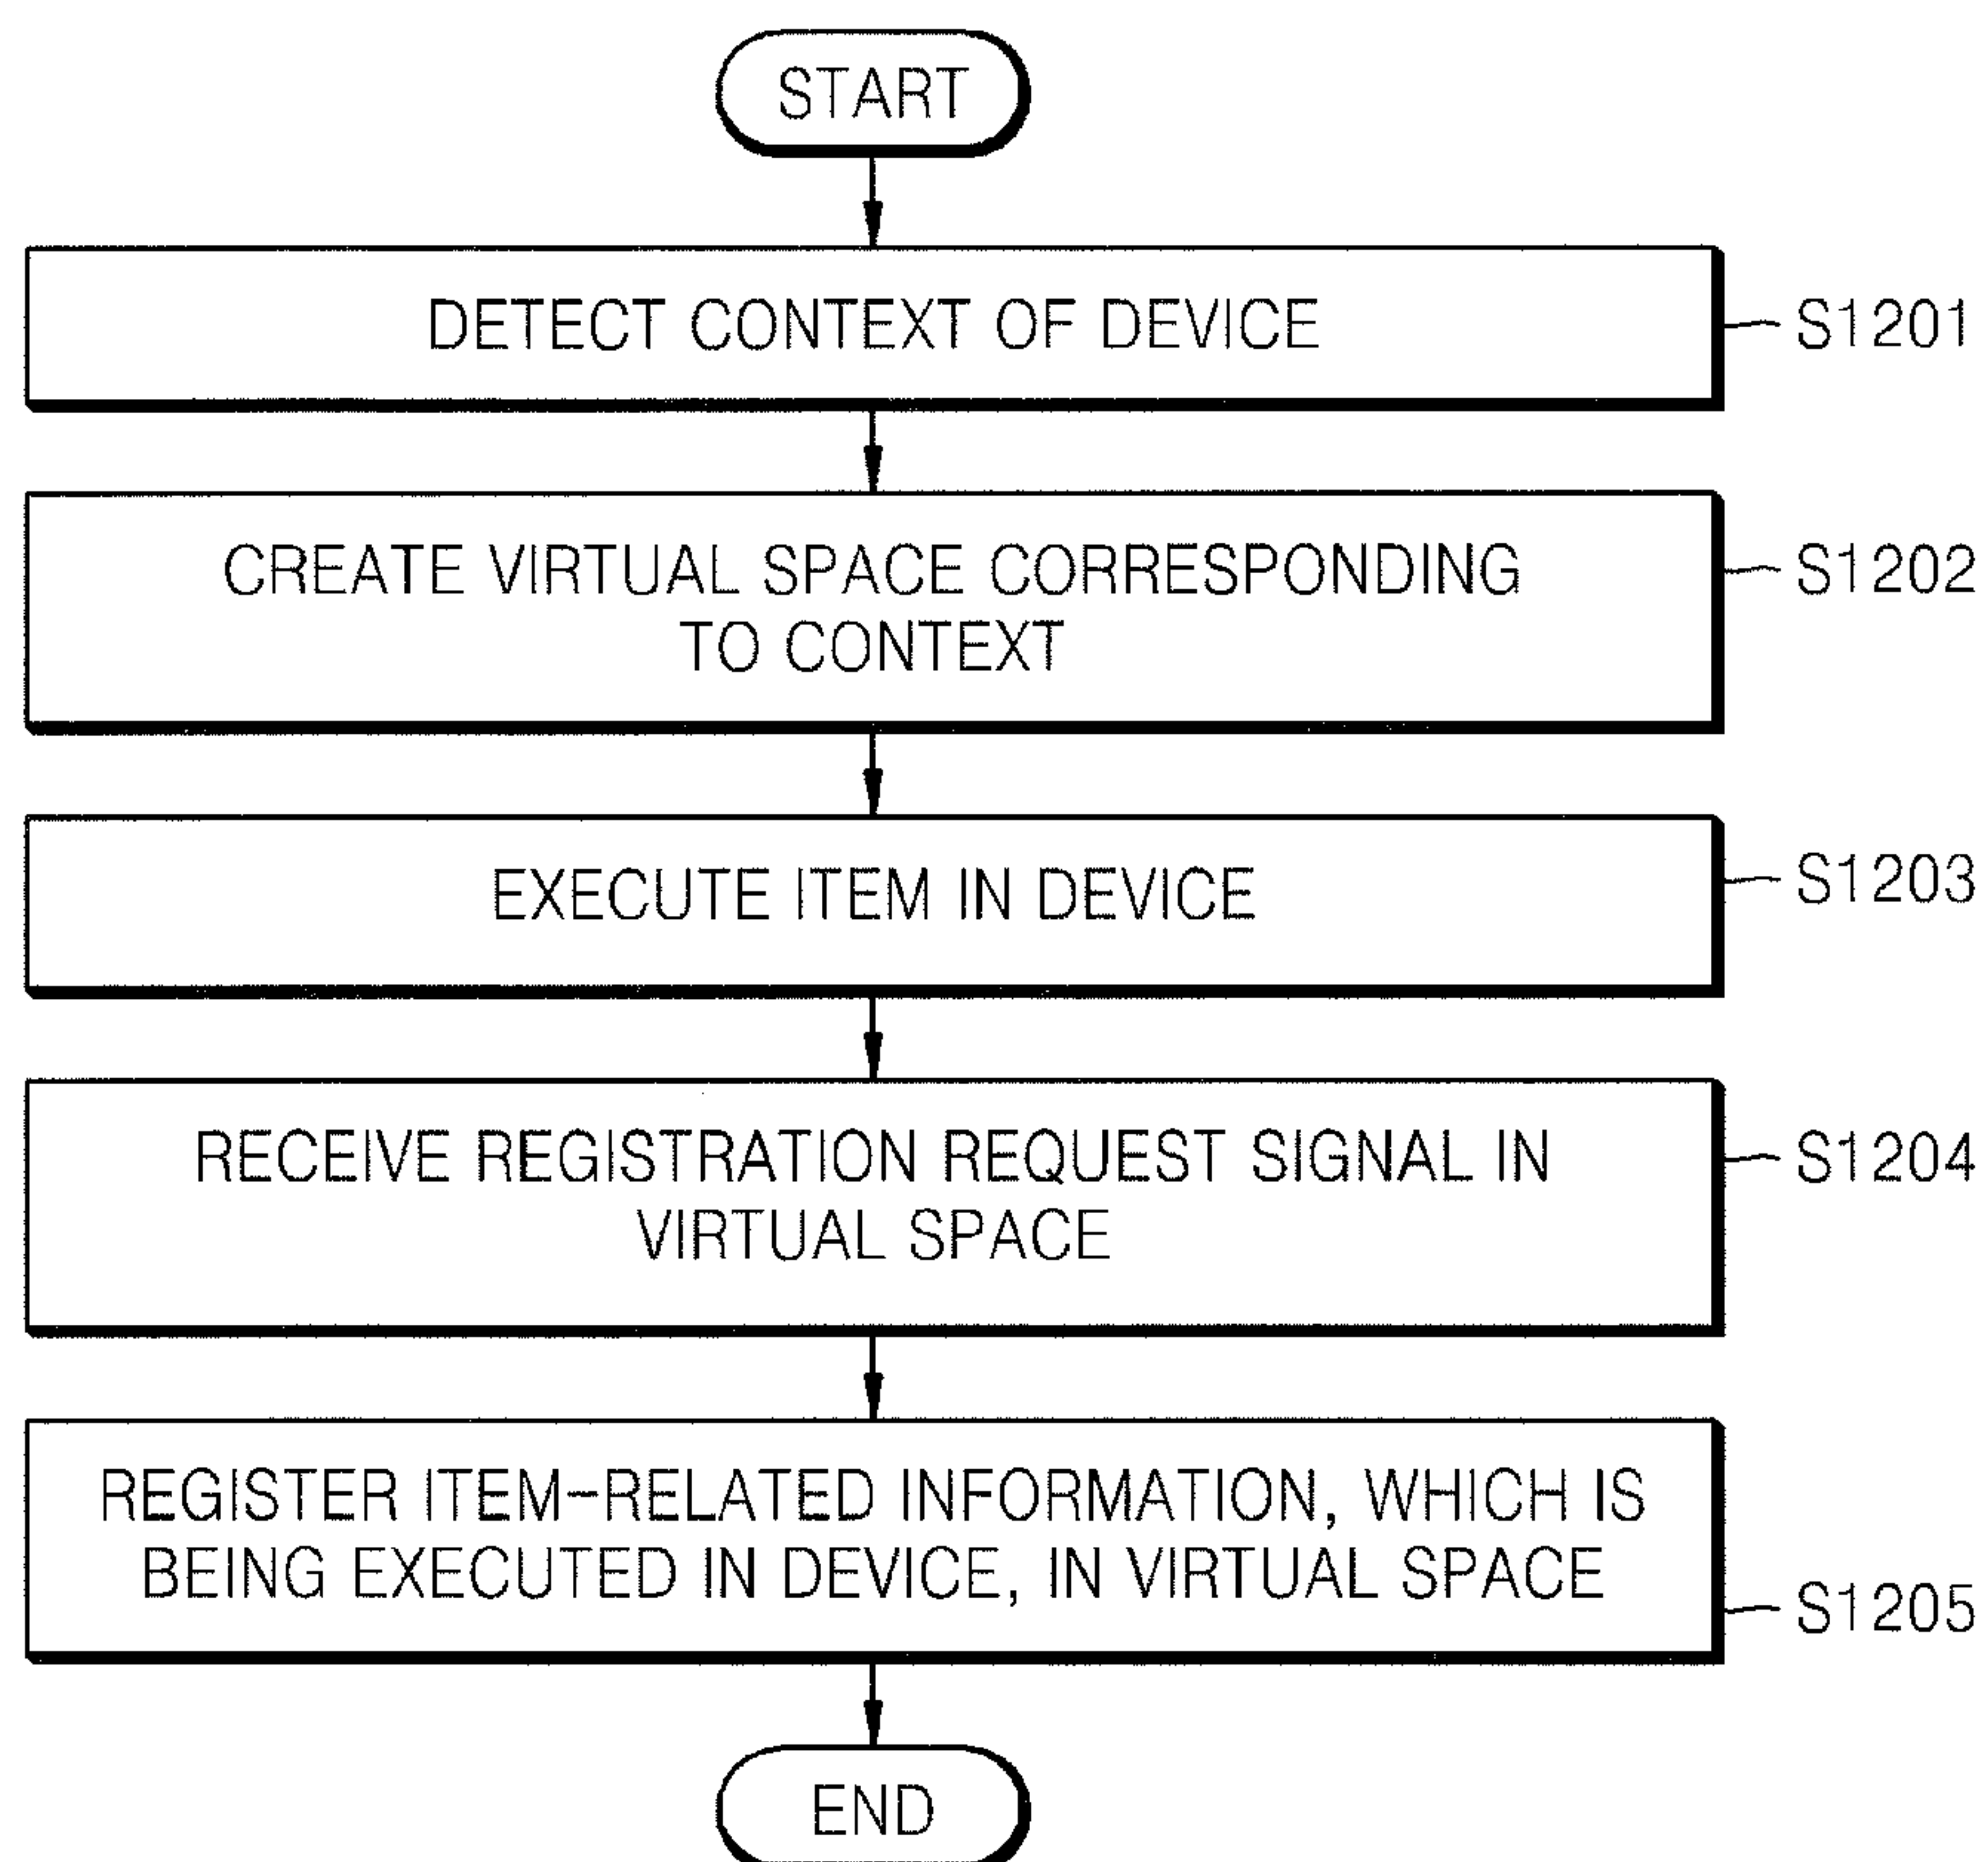 START
DETECT CONTEXT OF DEVICE
S1201
CREATE VIRTUAL SPACE CORRESPONDING
TO CONTEXT
S1202
EXECUTE ITEM IN DEVICE
S1203
RECEIVE REGISTRATION REQUEST SIGNAL IN
VIRTUAL SPACE
S1204
REGISTER ITEM-RELATED INFORMATION, WHICH IS
BEING EXECUTED IN DEVICE, IN VIRTUAL SPACE
S1205
END